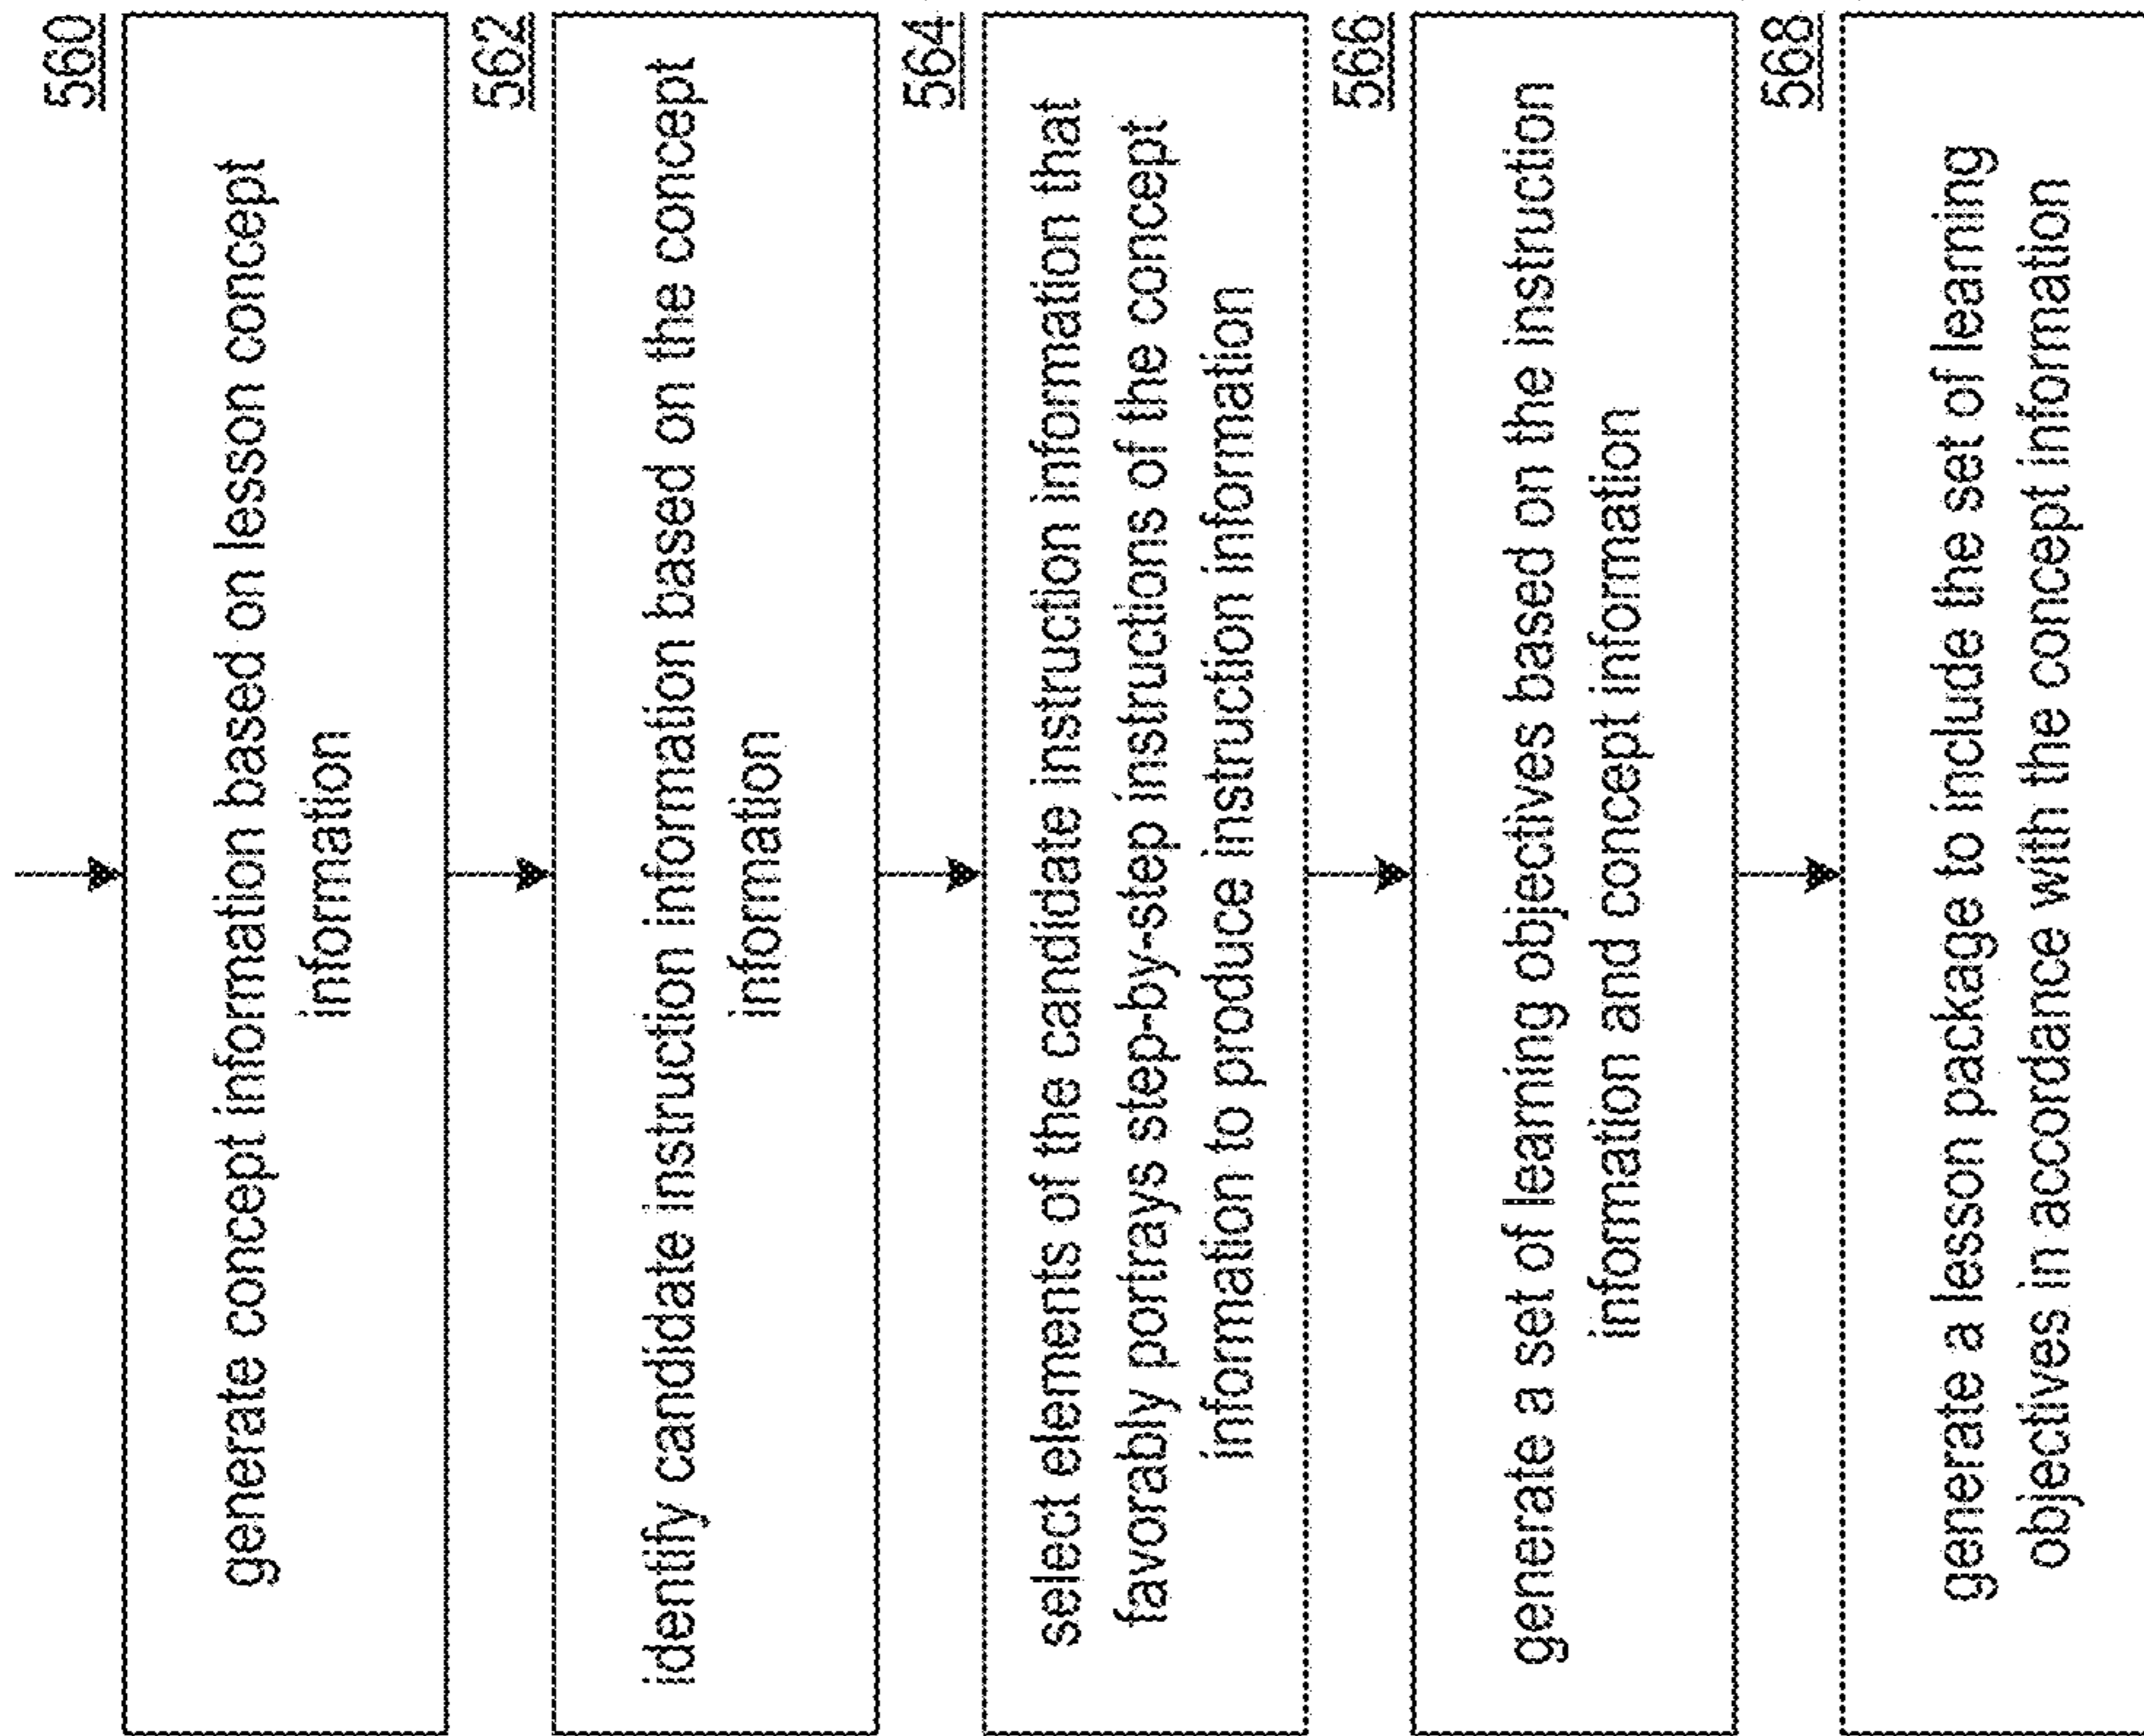 560
generate concept information based on lesson concept
information
562
identify candidate instruction information based on the concept
information
564
select elements of the candidate instruction information that
favorably portrays step-by-step instructions of the concept
information to produce instruction information
566
generate a set of learning objectives based on the instruction
information and concept information
568
generate a lesson package to include the set of learning
objectives in accordance with the concept information